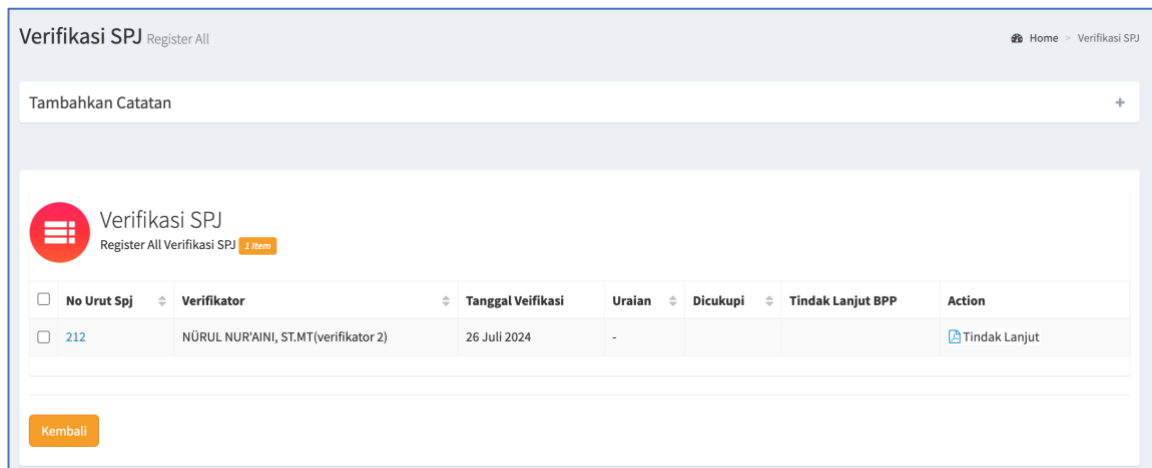 Verifikasi SPJ Register All
Home > Verifikasi SPJ
Tambahkan Catatan +
Verifikasi SPJ
Register All Verifikasi SPJ 1 Item
No Urut Spj Verifikator Tanggal Veifikasi Uraian Dicukupi Tindak Lanjut BPP Action
212 NÜRUL NUR'AINI, ST.MT(verifikator 2) 26 Juli 2024 - Tindak Lanjut
Kembali